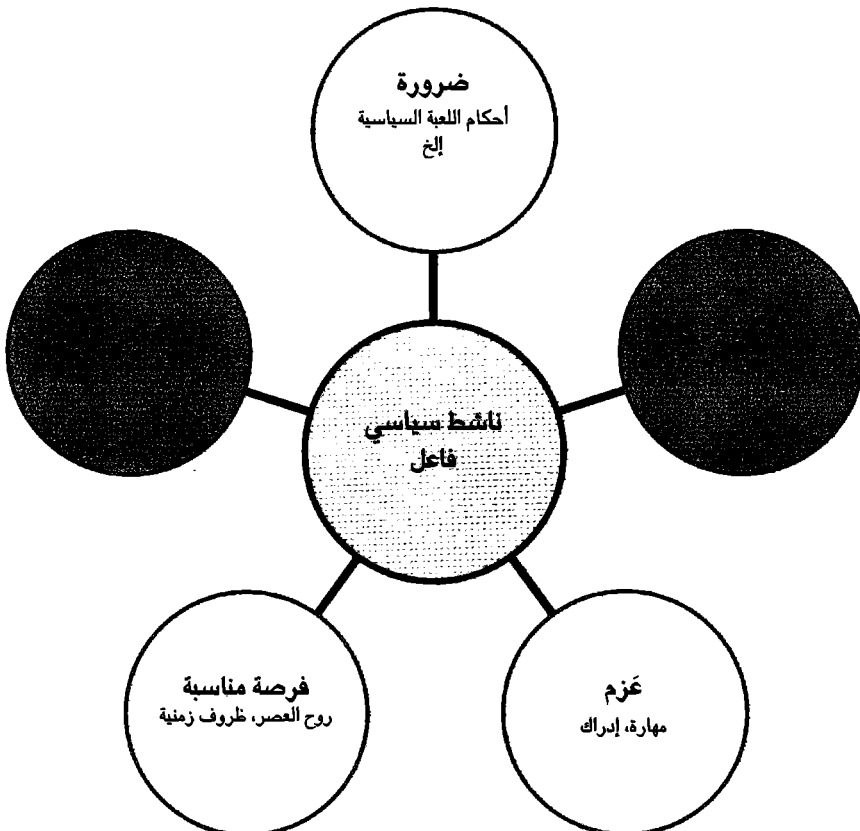 ضرورة
أحكام اللعبة السياسية
إلخ
ناشط سياسي
فاعل
فرصة مناسبة
روح العصر، ظروف زمنية
عَزم
مهارة، إدراك